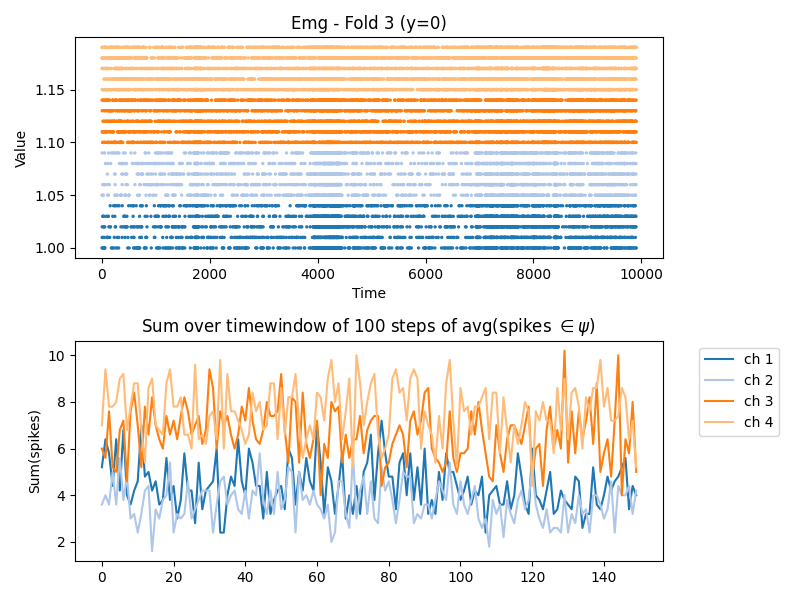 Emg - Fold 3 (y=0)
Value
1.15
1.10
1.05
1.00
0 2000 4000 6000 8000 10000
Time
Sum over timewindow of 100 steps of avg(spikes ∈ψ)
Sum(spikes)
10
8
6
4
2
0 20 40 60 80 100 120 140
ch 1
ch 2
ch 3
ch 4